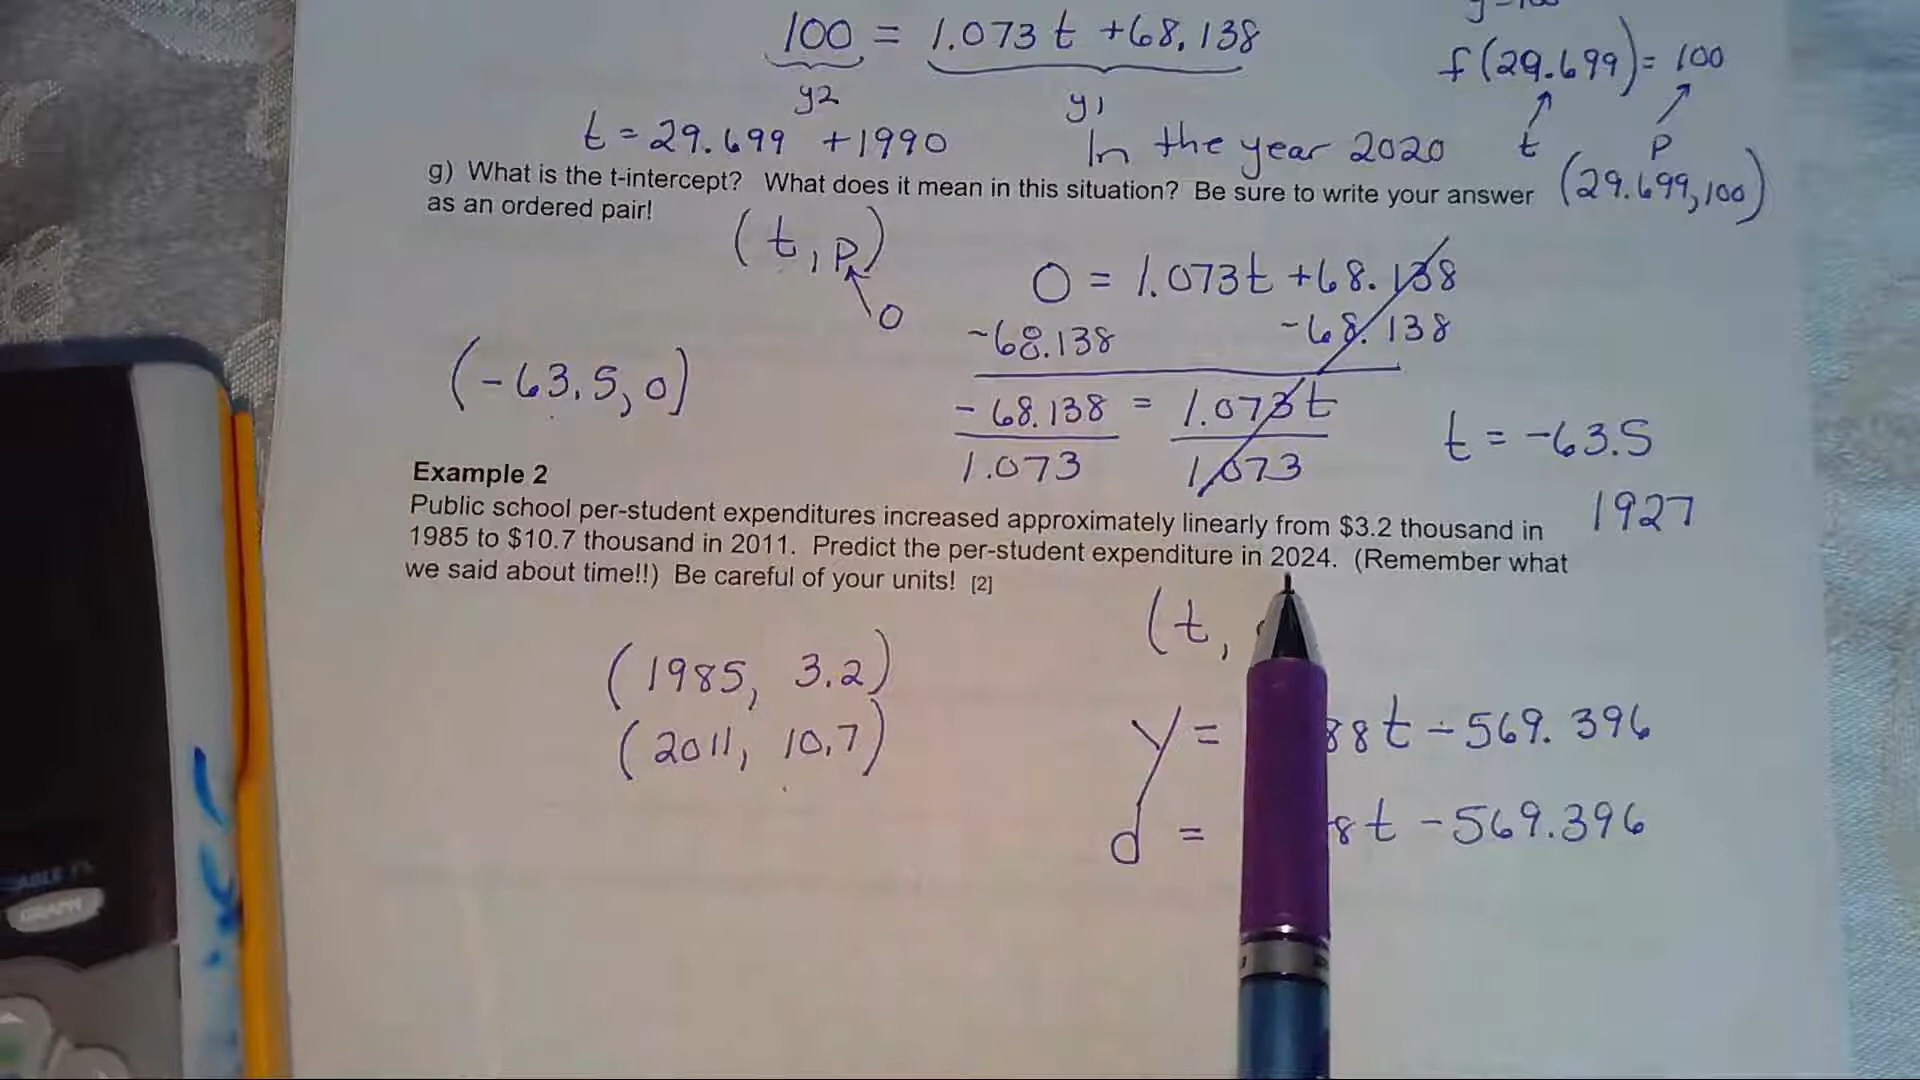 100 = 1.073 t + 68.138
y2
y1
f(29.699) = 100
t = 29.699 + 1990
In the year 2020
t
P
g) What is the t-intercept? What does it mean in this situation? Be sure to write your answer
(29.699, 100)
as an ordered pair!
(t, P)
0
0 = 1.073t + 68.138
-68.138 -68.138
(-63.5, 0)
-68.138 = 1.073t
1.073 1.073
t = -63.5
1927
Example 2
Public school per-student expenditures increased approximately linearly from $3.2 thousand in
1985 to $10.7 thousand in 2011. Predict the per-student expenditure in 2024. (Remember what
we said about time!!) Be careful of your units! [2]
(t,
(1985, 3.2)
(2011, 10.7)
y = 88t - 569.396
d = 8t - 569.396
GRAPH